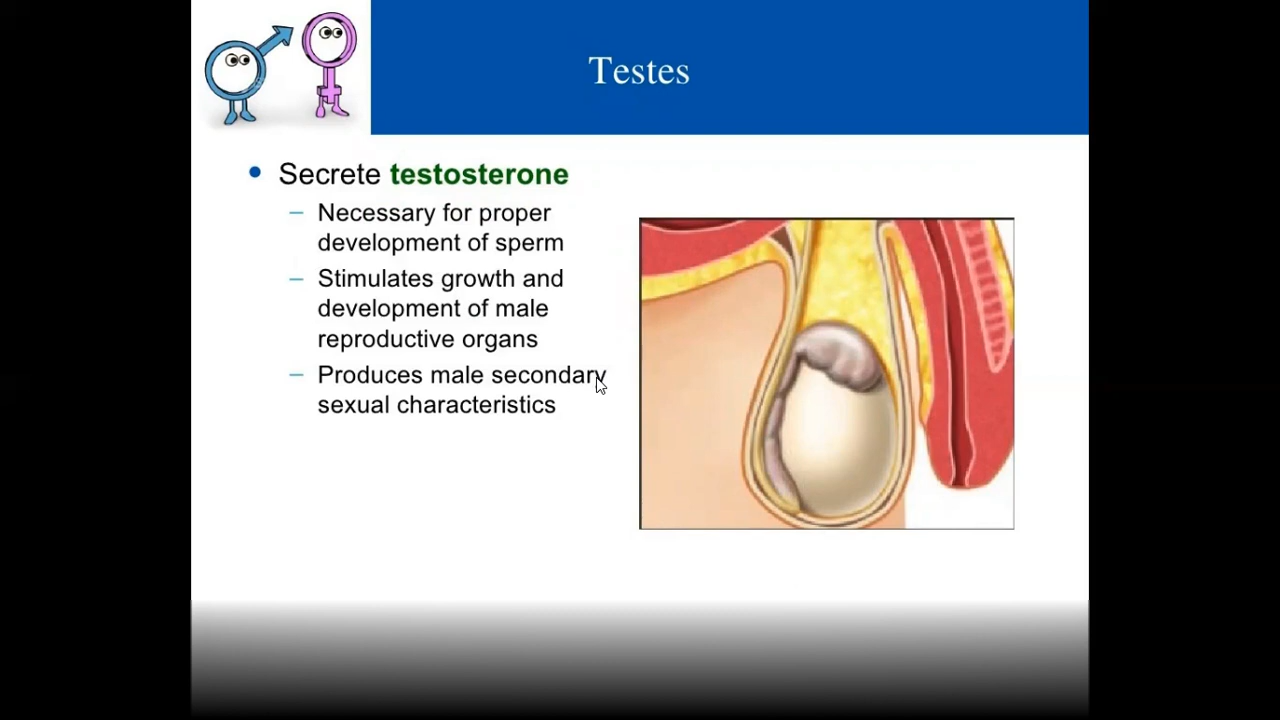 Testes
• Secrete testosterone
– Necessary for proper
development of sperm
– Stimulates growth and
development of male
reproductive organs
– Produces male secondary
sexual characteristics